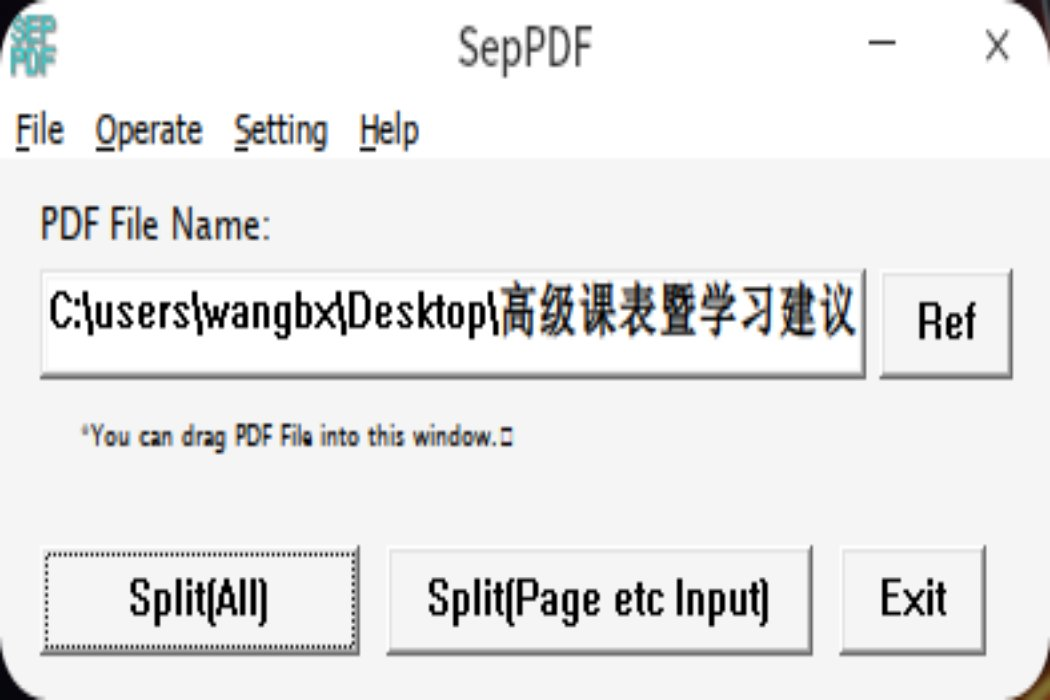 SEP
PDF
SepPDF
File Operate Setting Help
PDF File Name:
C:\users\wangbx\Desktop\高级课表暨学习建议
Ref
*You can drag PDF File into this window.
Split(All)
Split(Page etc Input)
Exit